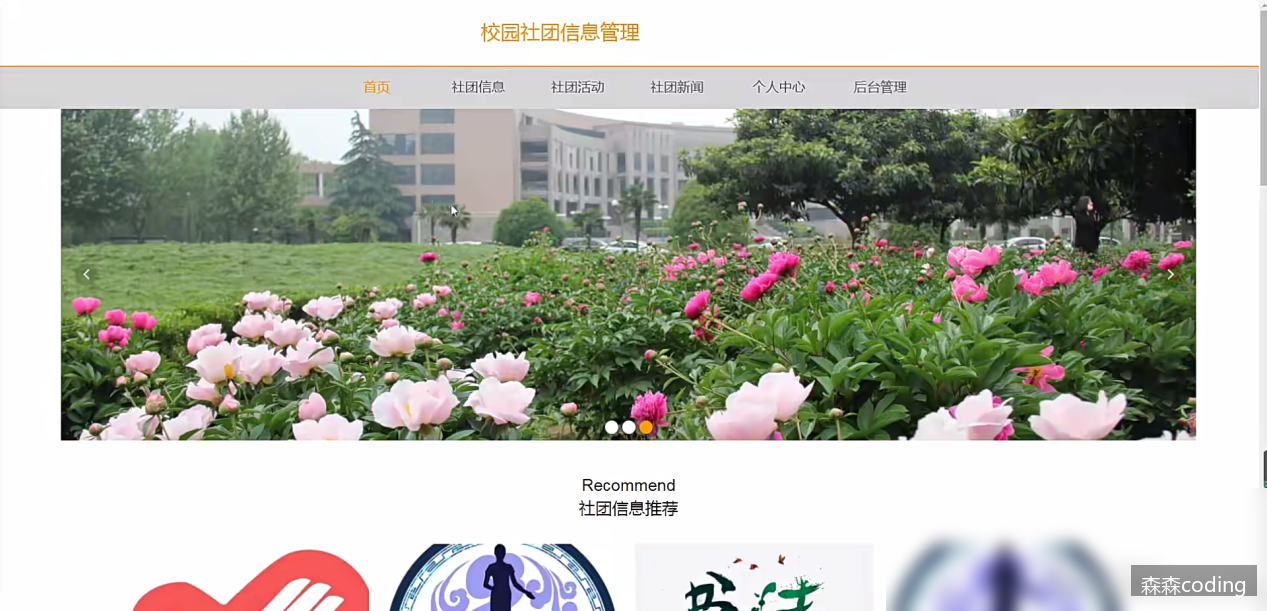 校园社团信息管理
首页 社团信息 社团活动 社团新闻 个人中心 后台管理
Recommend
社团信息推荐
书法
森森coding